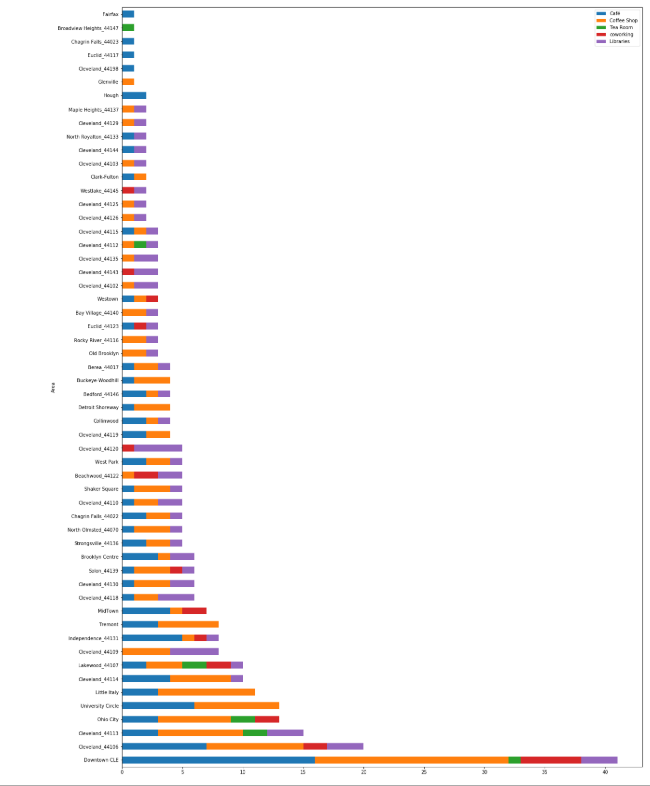 Fairfax
Broadview Heights_44147
Chagrin Falls_44023
Euclid_44117
Cleveland_44198
Glenville
Hough
Maple Heights_44137
Cleveland_44129
North Royalton_44133
Cleveland_44144
Cleveland_44103
Clark-Fulton
Westlake_44145
Cleveland_44125
Cleveland_44126
Cleveland_44115
Cleveland_44112
Cleveland_44135
Cleveland_44143
Cleveland_44102
Westown
Bay Village_44140
Euclid_44123
Rocky River_44116
Old Brooklyn
Berea_44017
Buckeye-Woodhill
Bedford_44146
Detroit Shoreway
Collinwood
Cleveland_44119
Cleveland_44120
West Park
Beachwood_44122
Shaker Square
Cleveland_44110
Chagrin Falls_44022
North Olmsted_44070
Strongsville_44136
Brooklyn Centre
Solon_44139
Cleveland_44130
Cleveland_44118
MidTown
Tremont
Independence_44131
Cleveland_44109
Lakewood_44107
Cleveland_44114
Little Italy
University Circle
Ohio City
Cleveland_44113
Cleveland_44106
Downtown CLE
Area
0 5 10 15 20 25 30 35 40
Café
Coffee Shop
Tea Room
coworking
Libraries